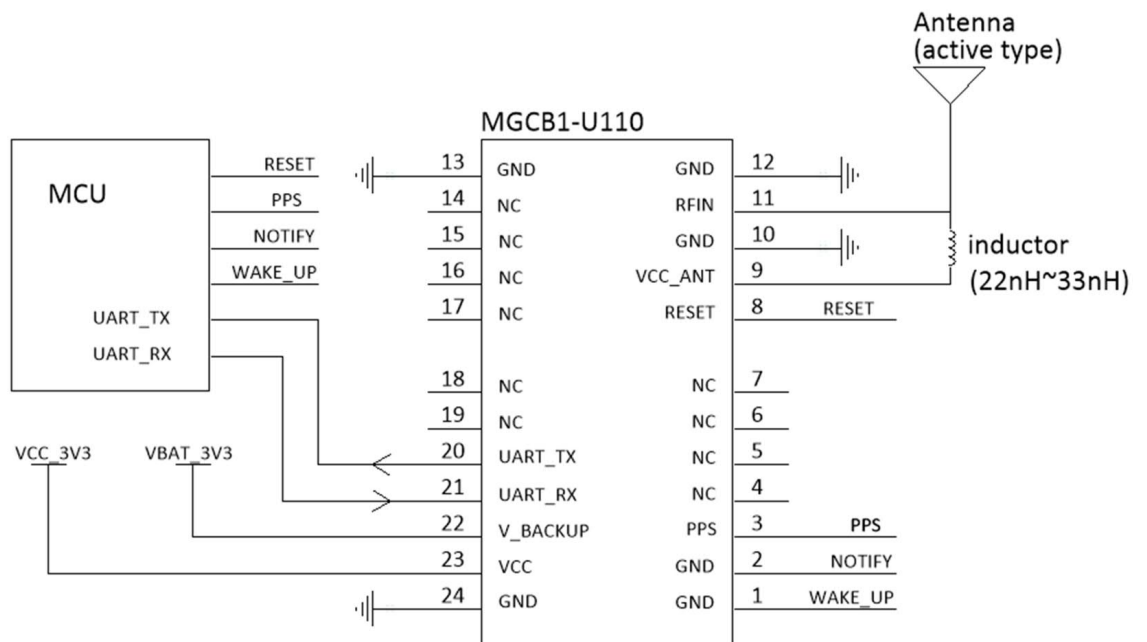 Antenna
(active type)
MGCB1-U110
MCU
RESET
PPS
NOTIFY
WAKE_UP
UART_TX
UART_RX
VCC_3V3
VBAT_3V3
13 GND
14 NC
15 NC
16 NC
17 NC
18 NC
19 NC
20 UART_TX
21 UART_RX
22 V_BACKUP
23 VCC
24 GND
GND 12
RFIN 11
GND 10
VCC_ANT 9
RESET 8 RESET
NC 7
NC 6
NC 5
NC 4
PPS 3 PPS
GND 2 NOTIFY
GND 1 WAKE_UP
inductor
(22nH~33nH)